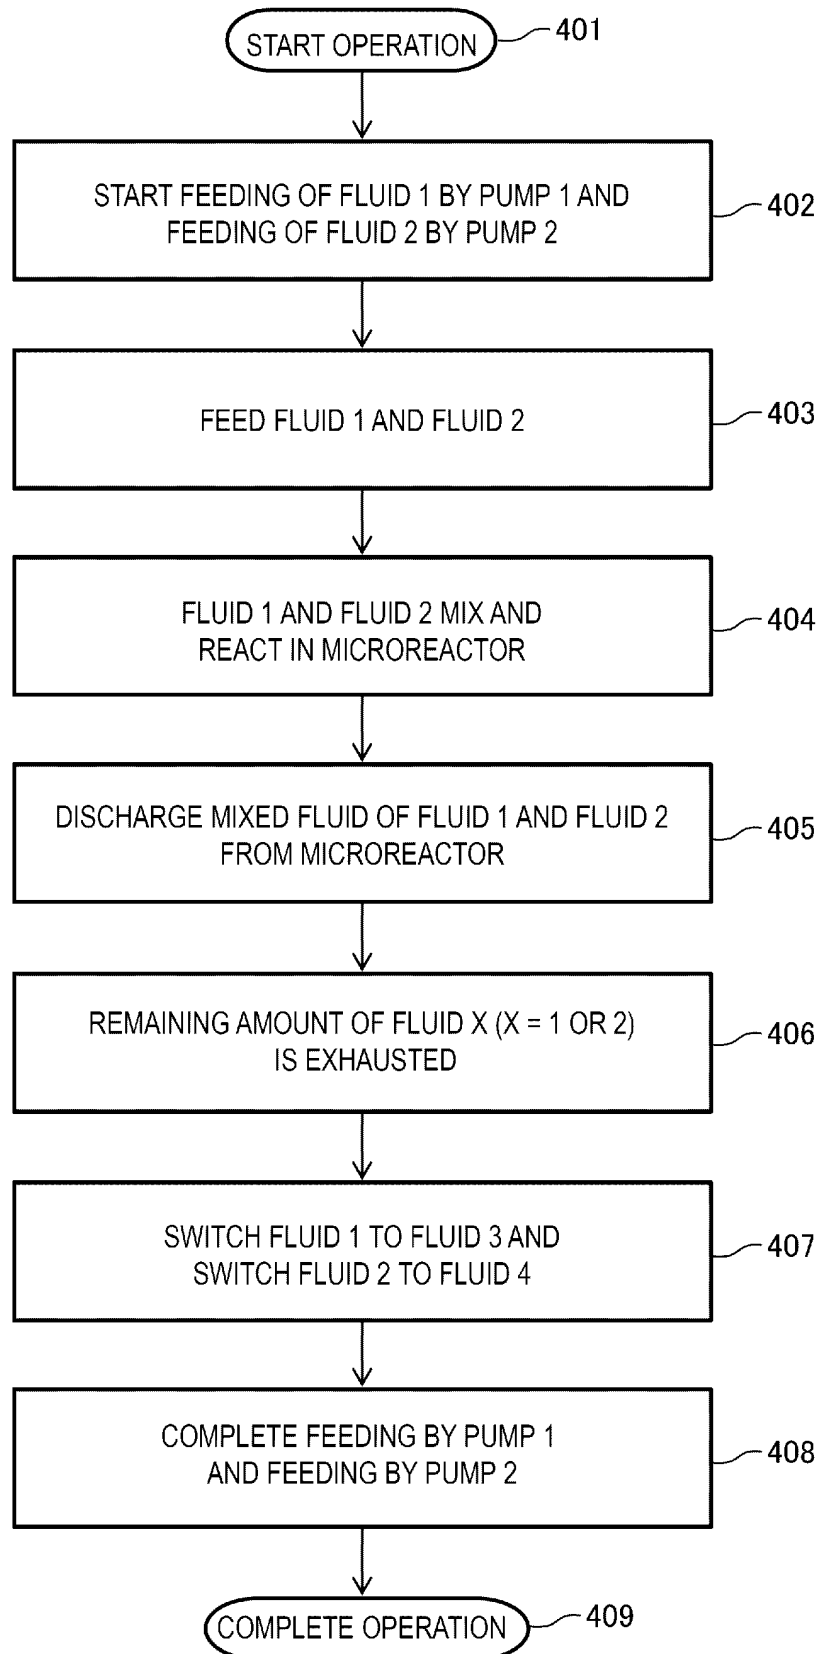 START OPERATION
401
START FEEDING OF FLUID 1 BY PUMP 1 AND
FEEDING OF FLUID 2 BY PUMP 2
402
FEED FLUID 1 AND FLUID 2
403
FLUID 1 AND FLUID 2 MIX AND
REACT IN MICROREACTOR
404
DISCHARGE MIXED FLUID OF FLUID 1 AND FLUID 2
FROM MICROREACTOR
405
REMAINING AMOUNT OF FLUID X (X = 1 OR 2)
IS EXHAUSTED
406
SWITCH FLUID 1 TO FLUID 3 AND
SWITCH FLUID 2 TO FLUID 4
407
COMPLETE FEEDING BY PUMP 1
AND FEEDING BY PUMP 2
408
COMPLETE OPERATION
409